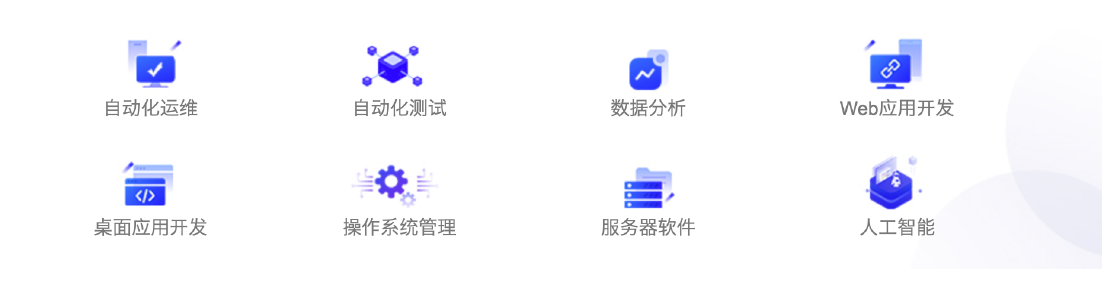 自动化运维
自动化测试
数据分析
Web应用开发
桌面应用开发
操作系统管理
服务器软件
人工智能